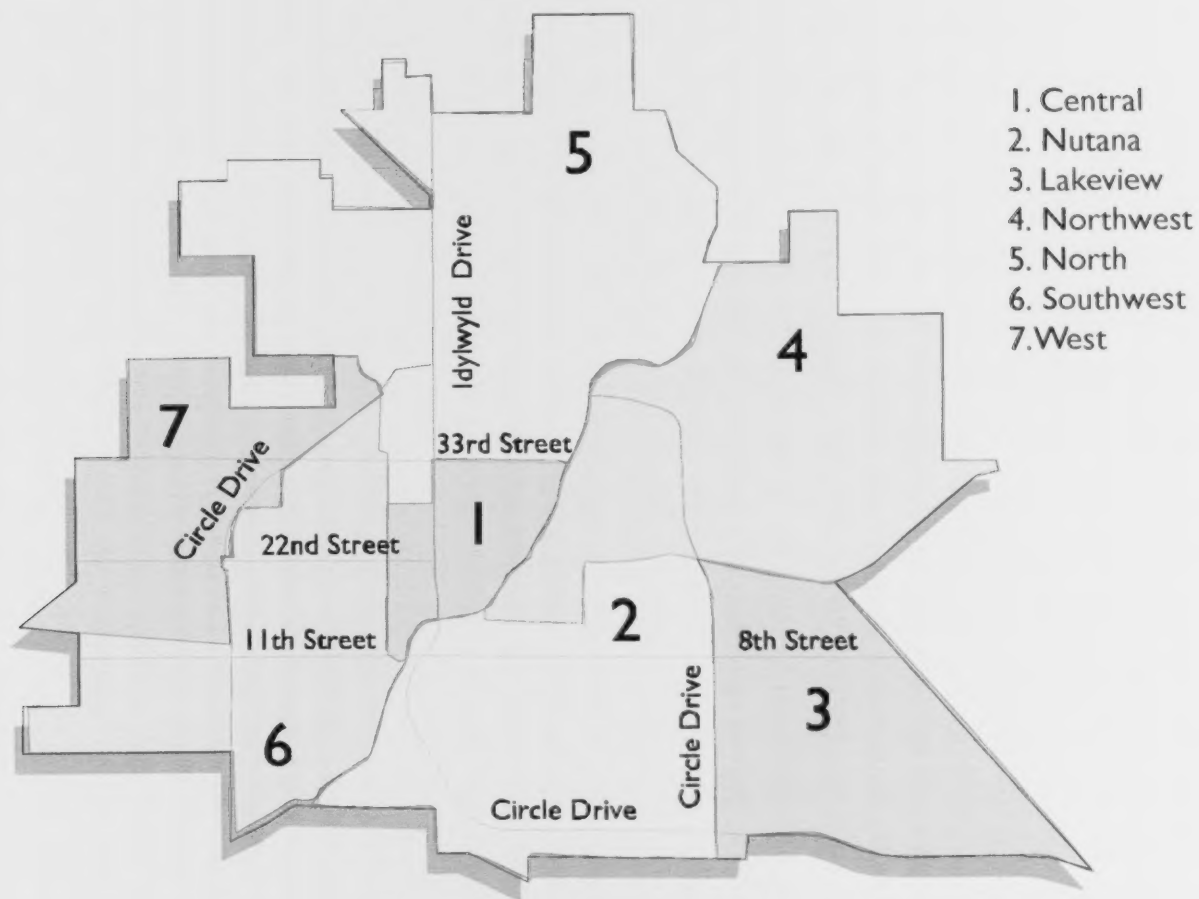 1. Central
2. Nutana
3. Lakeview
4. Northwest
5. North
6. Southwest
7. West
5
Idylwyld Drive
4
7
33rd Street
Circle Drive
1
22nd Street
2
11th Street
8th Street
Circle Drive
3
6
Circle Drive